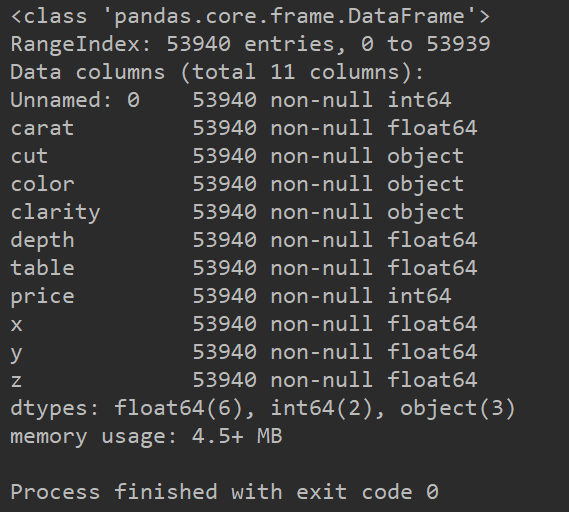 <class 'pandas.core.frame.DataFrame'>
RangeIndex: 53940 entries, 0 to 53939
Data columns (total 11 columns):
Unnamed: 0    53940 non-null int64
carat         53940 non-null float64
cut           53940 non-null object
color         53940 non-null object
clarity       53940 non-null object
depth         53940 non-null float64
table         53940 non-null float64
price         53940 non-null int64
x             53940 non-null float64
y             53940 non-null float64
z             53940 non-null float64
dtypes: float64(6), int64(2), object(3)
memory usage: 4.5+ MB
Process finished with exit code 0